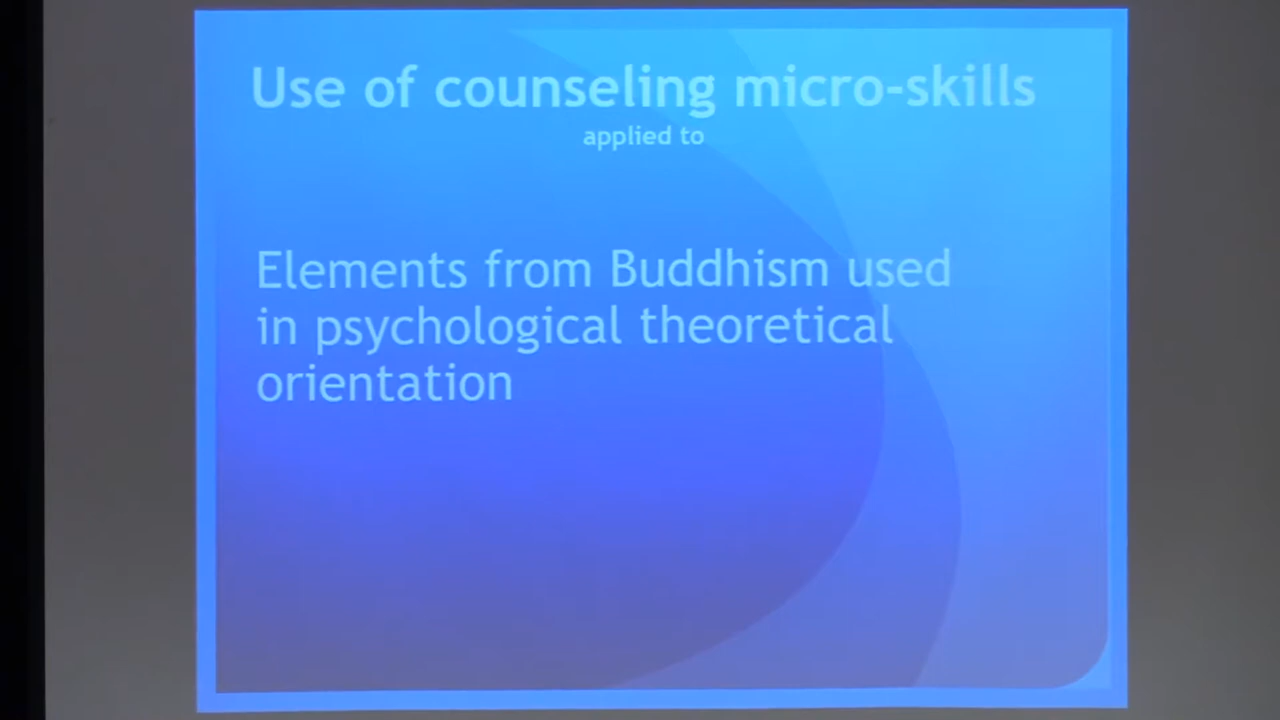 Use of counseling micro-skills
applied to
Elements from Buddhism used
in psychological theoretical
orientation